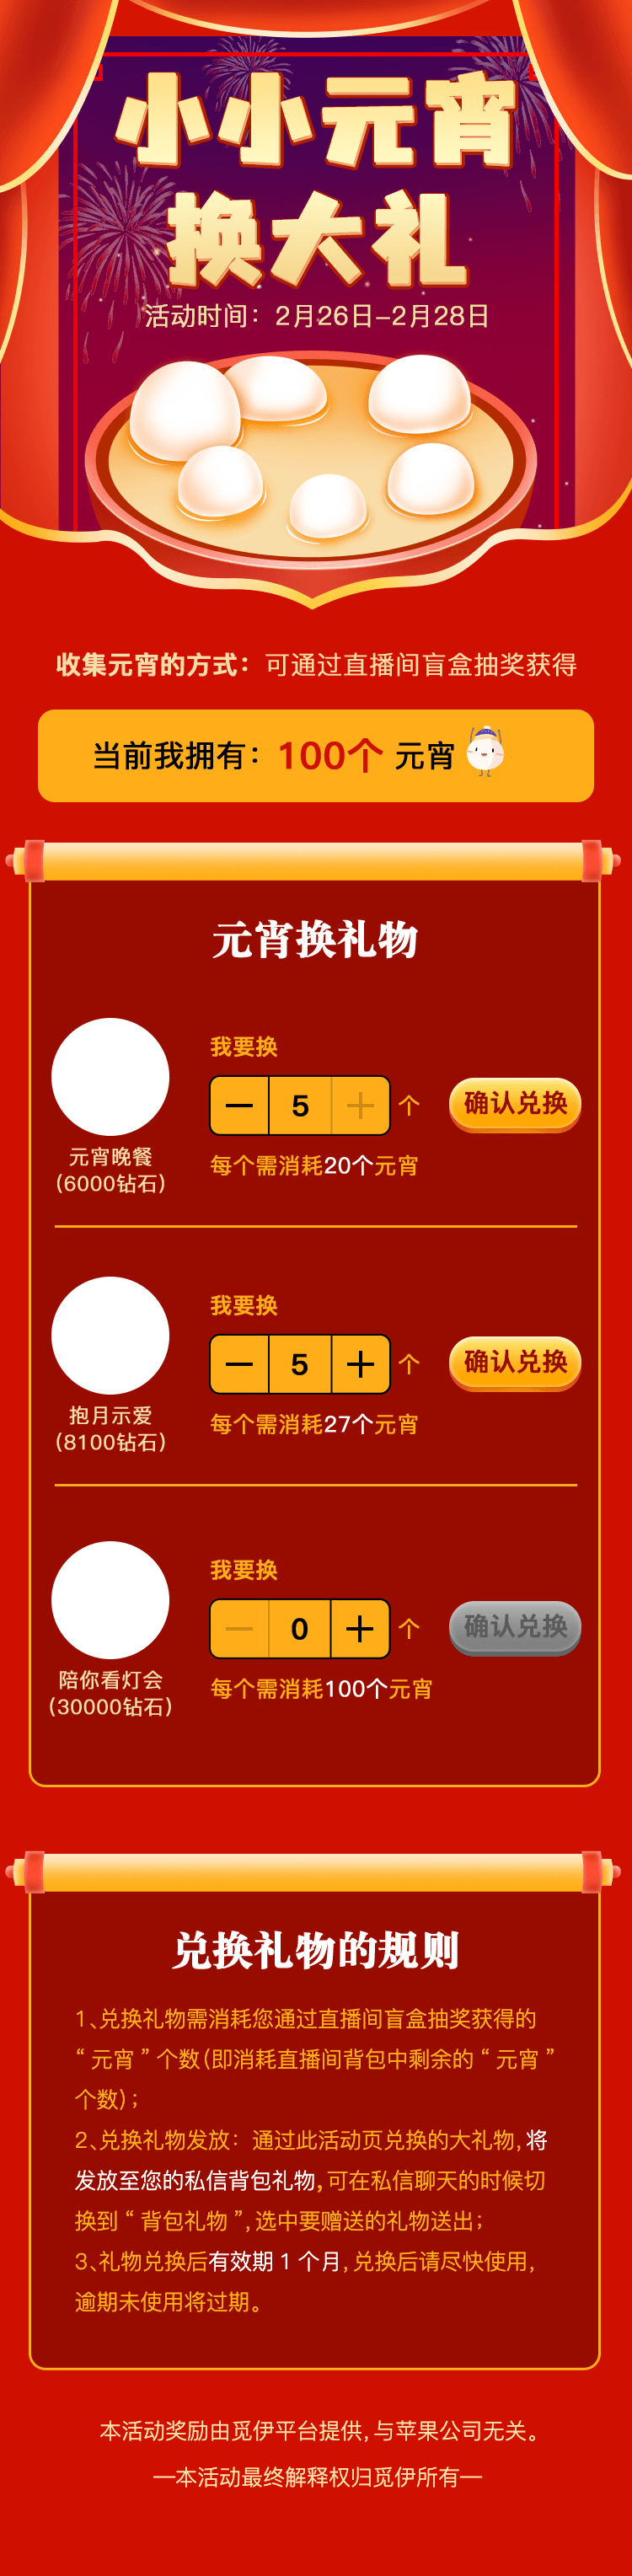 小小元宵
换大礼
活动时间：2月26日-2月28日
收集元宵的方式：可通过直播间盲盒抽奖获得
当前我拥有：100个 元宵
元宵换礼物
我要换
— 5 + 个
确认兑换
元宵晚餐
(6000钻石)
每个需消耗20个元宵
我要换
— 5 + 个
确认兑换
抱月示爱
(8100钻石)
每个需消耗27个元宵
我要换
— 0 + 个
确认兑换
陪你看灯会
(30000钻石)
每个需消耗100个元宵
兑换礼物的规则
1、兑换礼物需消耗您通过直播间盲盒抽奖获得的
“元宵”个数(即消耗直播间背包中剩余的“元宵”
个数)；
2、兑换礼物发放：通过此活动页兑换的大礼物,将
发放至您的私信背包礼物,可在私信聊天的时候切
换到“背包礼物”,选中要赠送的礼物送出；
3、礼物兑换后有效期1个月,兑换后请尽快使用,
逾期未使用将过期。
本活动奖励由觅伊平台提供,与苹果公司无关。
—本活动最终解释权归觅伊所有—